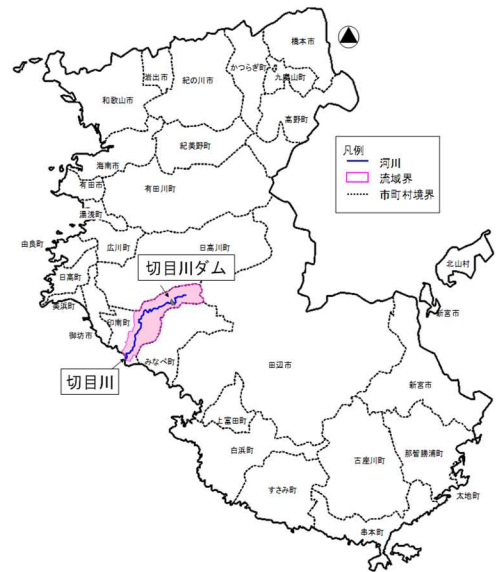 橋本市
かつらぎ町
九度山町
岩出市
紀の川市
和歌山市
高野町
紀美野町
海南市
有田市
有田川町
湯浅町
広川町
由良町
日高川町
日高町
美浜町
御坊市
印南町
みなべ町
切目川ダム
切目川
田辺市
上富田町
白浜町
すさみ町
古座川町
串本町
那智勝浦町
太地町
新宮市
新宮市
北山村
凡例
河川
流域界
市町村境界